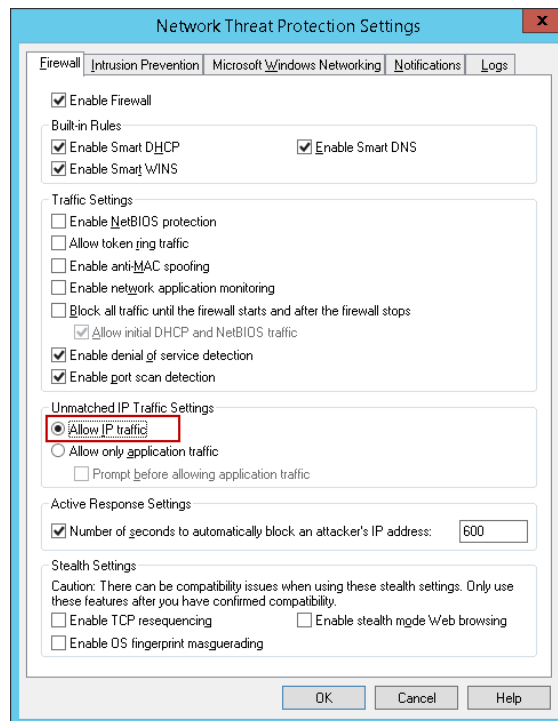 Network Threat Protection Settings
x
Firewall Intrusion Prevention Microsoft Windows Networking Notifications Logs
Enable Firewall
Built-in Rules
Enable Smart DHCP Enable Smart DNS
Enable Smart WINS
Traffic Settings
Enable NetBIOS protection
Allow token ring traffic
Enable anti-MAC spoofing
Enable network application monitoring
Block all traffic until the firewall starts and after the firewall stops
Allow initial DHCP and NetBIOS traffic
Enable denial of service detection
Enable port scan detection
Unmatched IP Traffic Settings
Allow IP traffic
Allow only application traffic
Prompt before allowing application traffic
Active Response Settings
Number of seconds to automatically block an attacker's IP address: 600
Stealth Settings
Caution: There can be compatibility issues when using these stealth settings. Only use
these features after you have confirmed compatibility.
Enable TCP resequencing Enable stealth mode Web browsing
Enable OS fingerprint masquerading
OK Cancel Help